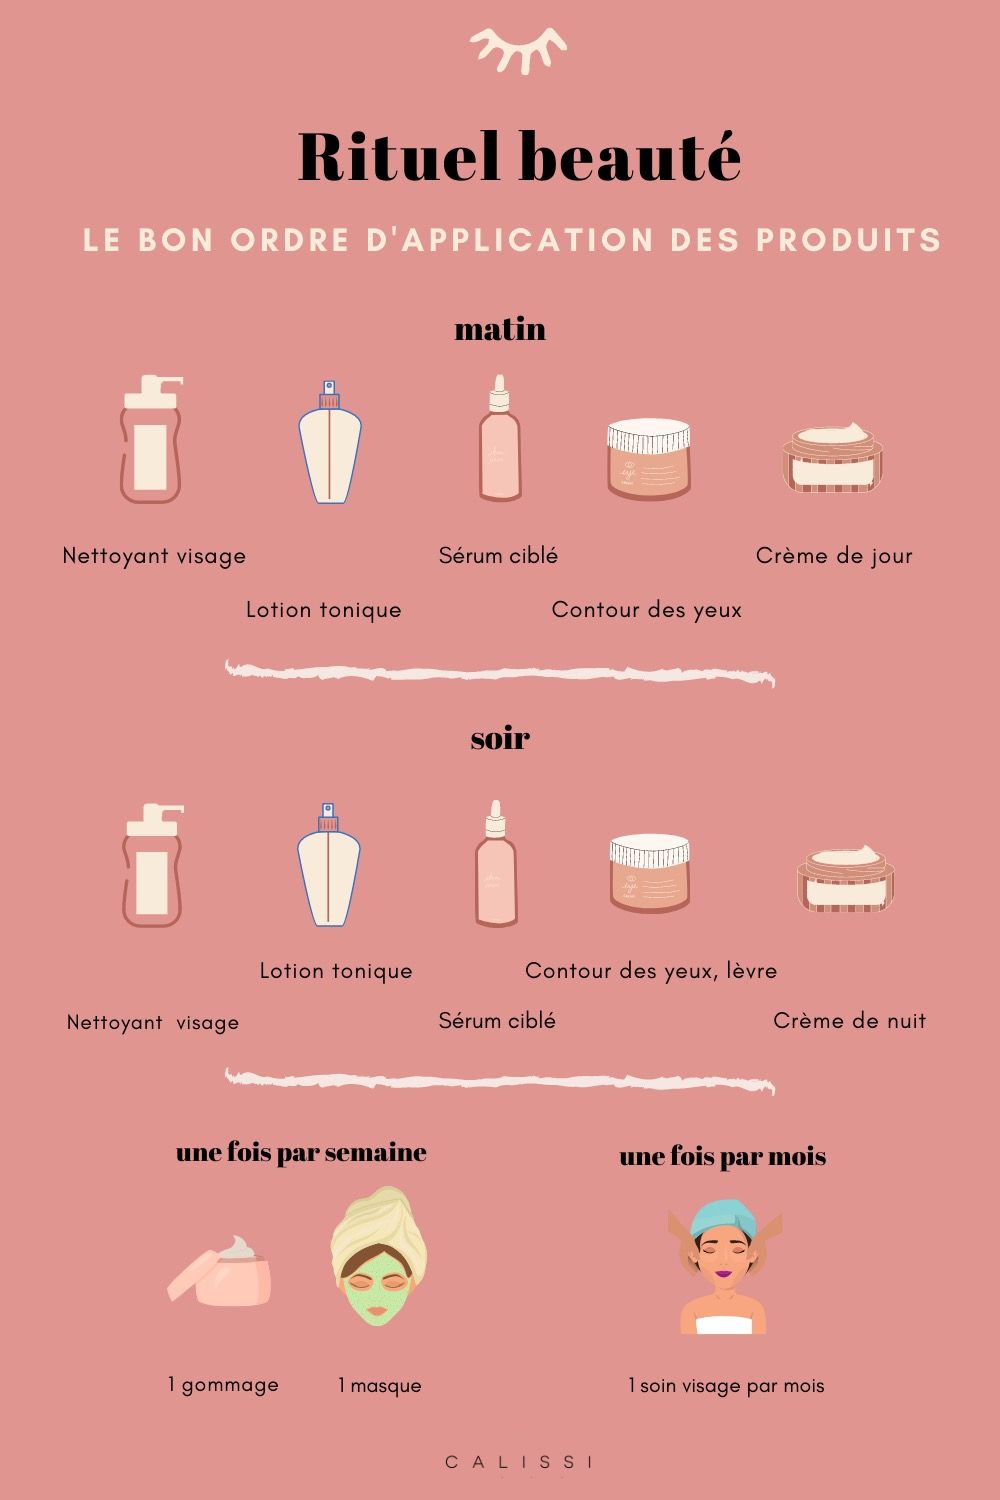 Rituel beauté
LE BON ORDRE D'APPLICATION DES PRODUITS
matin
eye
Nettoyant visage
Lotion tonique
Sérum ciblé
Contour des yeux
Crème de jour
soir
eye
Nettoyant visage
Lotion tonique
Sérum ciblé
Contour des yeux, lèvre
Crème de nuit
une fois par semaine
1 gommage
1 masque
une fois par mois
1 soin visage par mois
CALISSI